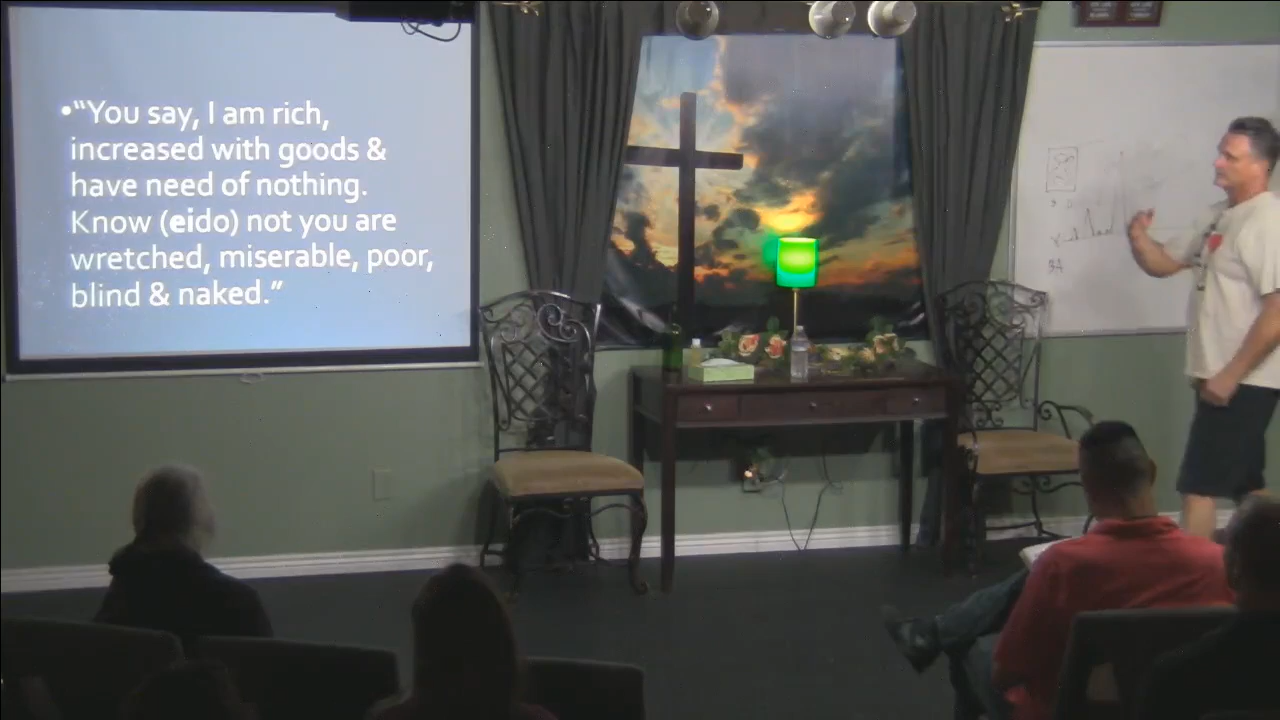 •“You say, I am rich,
increased with goods &
have need of nothing.
Know (eido) not you are
wretched, miserable, poor,
blind & naked.”